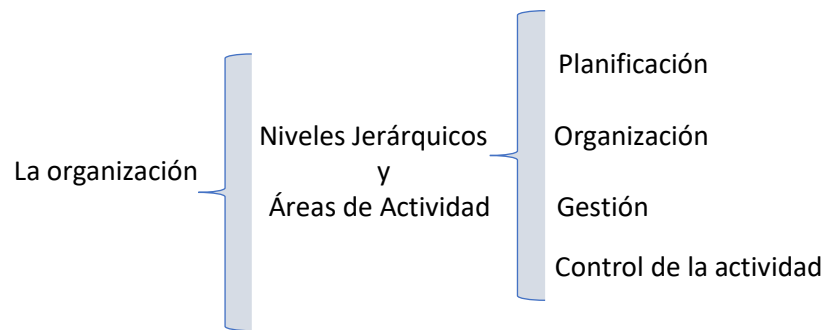 La organización
Niveles Jerárquicos
y
Áreas de Actividad
Planificación
Organización
Gestión
Control de la actividad